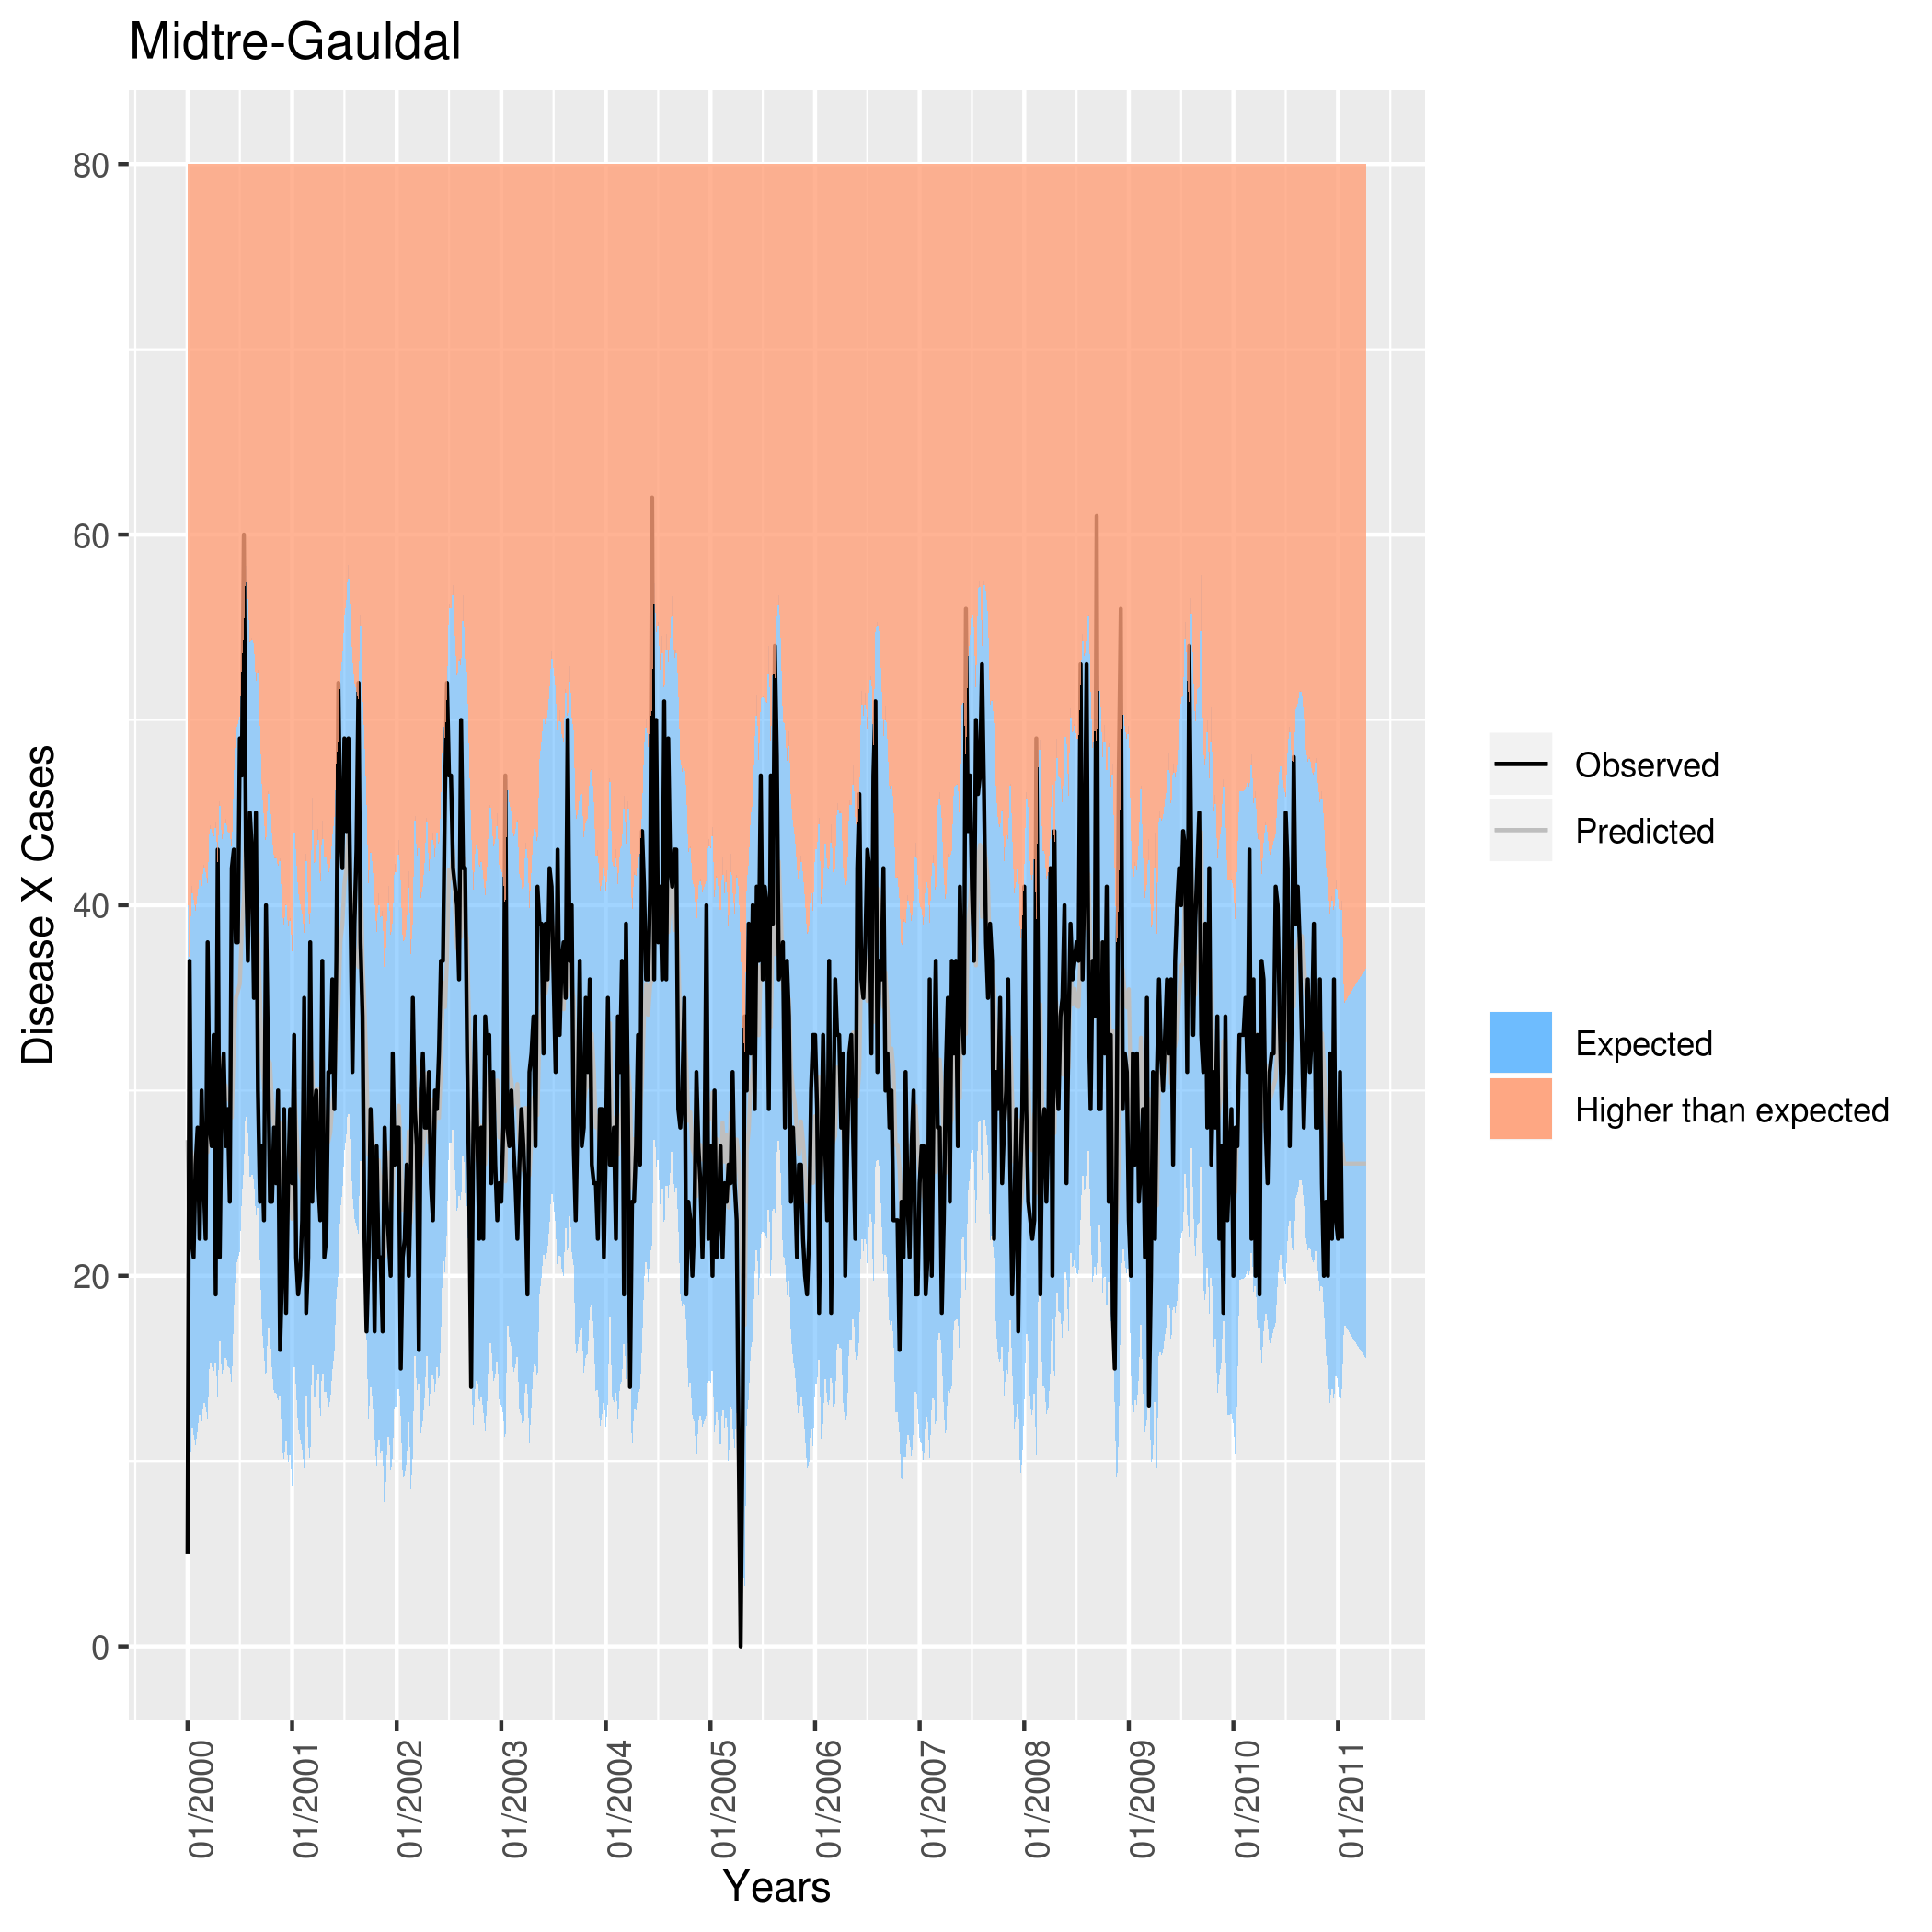 Midtre-Gauldal
Disease X Cases
80
60
40
20
0
01/2000
01/2001
01/2002
01/2003
01/2004
01/2005
01/2006
01/2007
01/2008
01/2009
01/2010
01/2011
Years
Observed
Predicted
Expected
Higher than expected